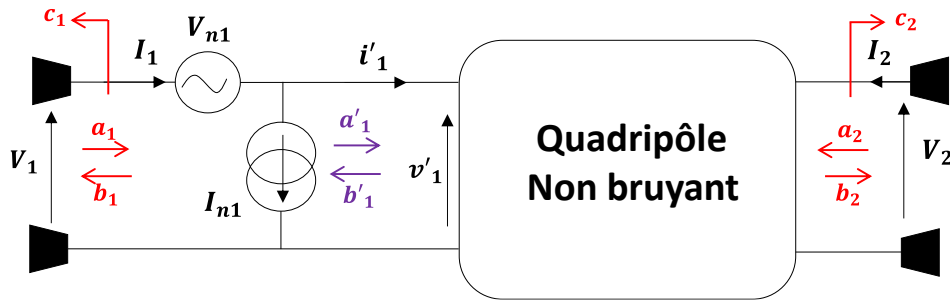 c₁
Vₙ₁
c₂
I₁
i'₁
I₂
a₁
a'₁
Quadripôle
a₂
V₁
v'₁
Non bruyant
V₂
b₁
b'₁
b₂
Iₙ₁